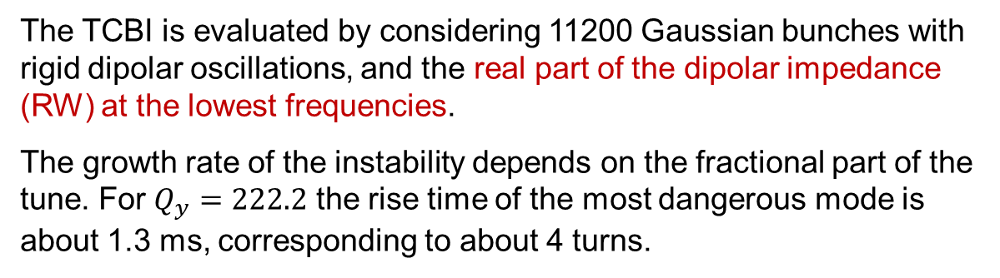 The TCBI is evaluated by considering 11200 Gaussian bunches with
rigid dipolar oscillations, and the real part of the dipolar impedance
(RW) at the lowest frequencies.
The growth rate of the instability depends on the fractional part of the
tune. For 𝑄𝑦 = 222.2 the rise time of the most dangerous mode is
about 1.3 ms, corresponding to about 4 turns.